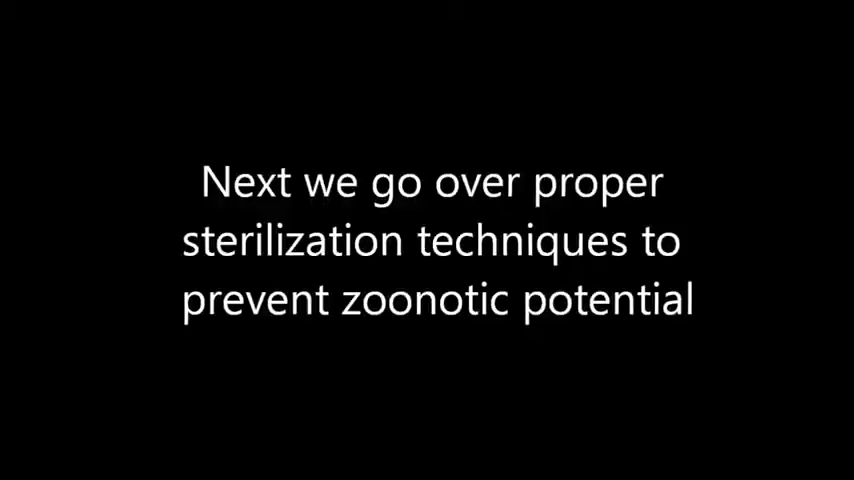 Next we go over proper
sterilization techniques to
prevent zoonotic potential